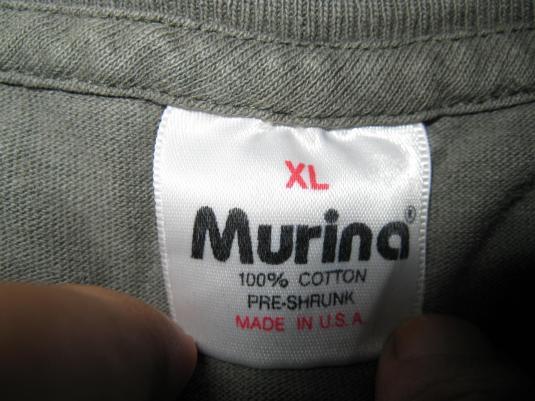 XL
Murina®
100% COTTON
PRE-SHRUNK
MADE IN U.S.A